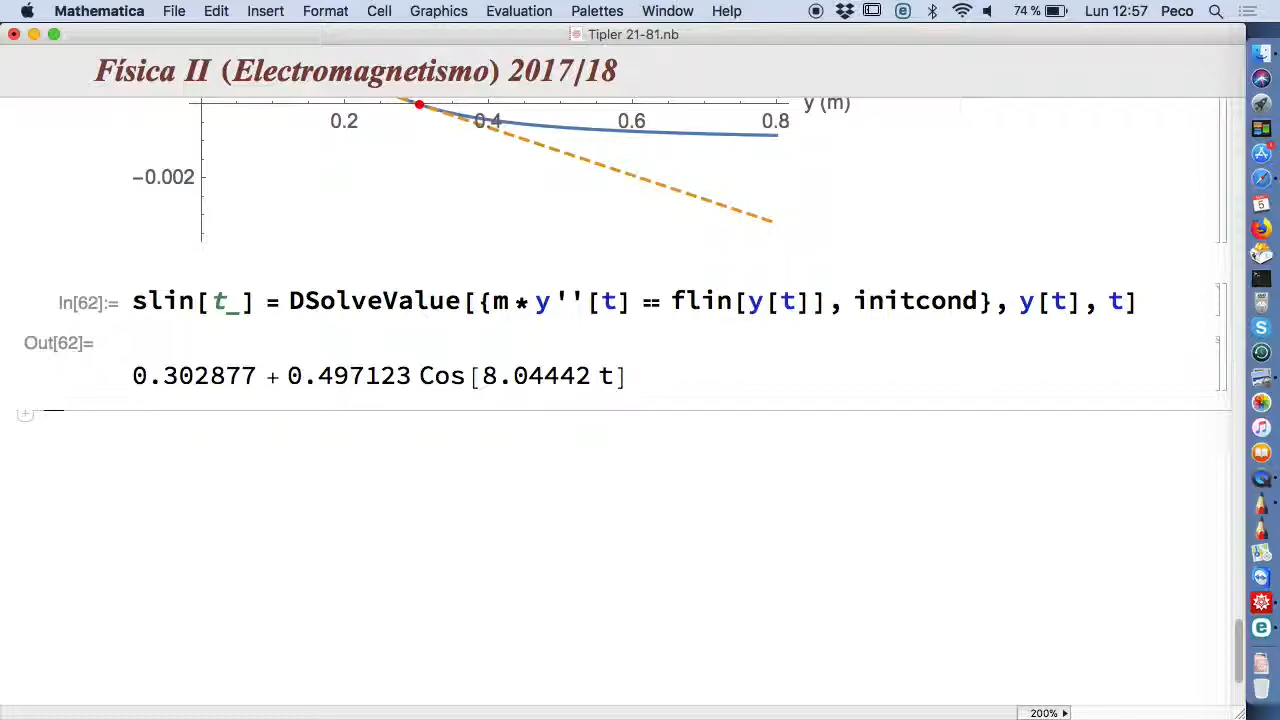 Mathematica File Edit Insert Format Cell Graphics Evaluation Palettes Window Help 74 % Lun 12:57 Peco
Tipler 21-81.nb
Física II (Electromagnetismo) 2017/18
0.2 0.4 0.6 0.8 y (m)
−0.002
In[62]:= slin[t_] = DSolveValue[{m * y ''[t] == flin[y[t]], initcond}, y[t], t]
Out[62]=
0.302877 + 0.497123 Cos[8.04442 t]
200%